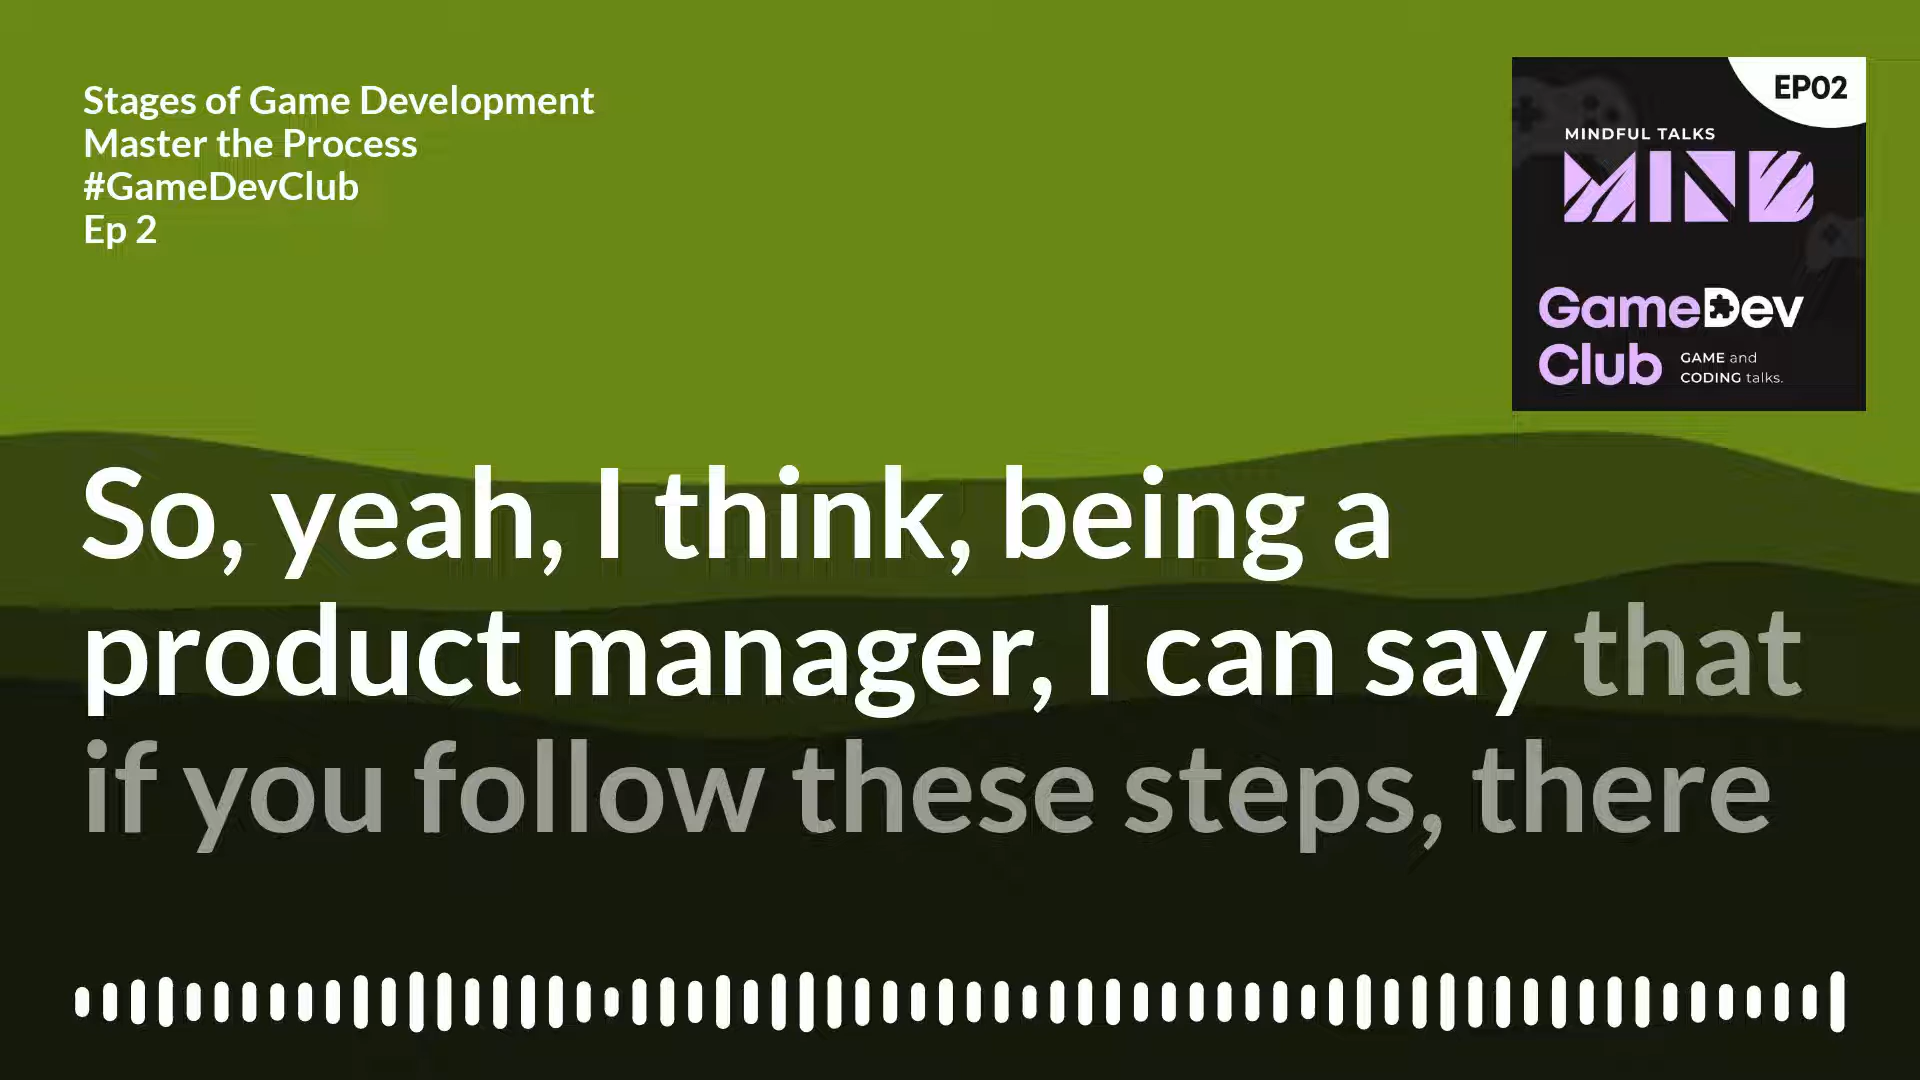 Stages of Game Development
Master the Process
#GameDevClub
Ep 2
EP02
MINDFUL TALKS
MIND
GameDev
Club
GAME and
CODING talks.
So, yeah, I think, being a
product manager, I can say that
if you follow these steps, there